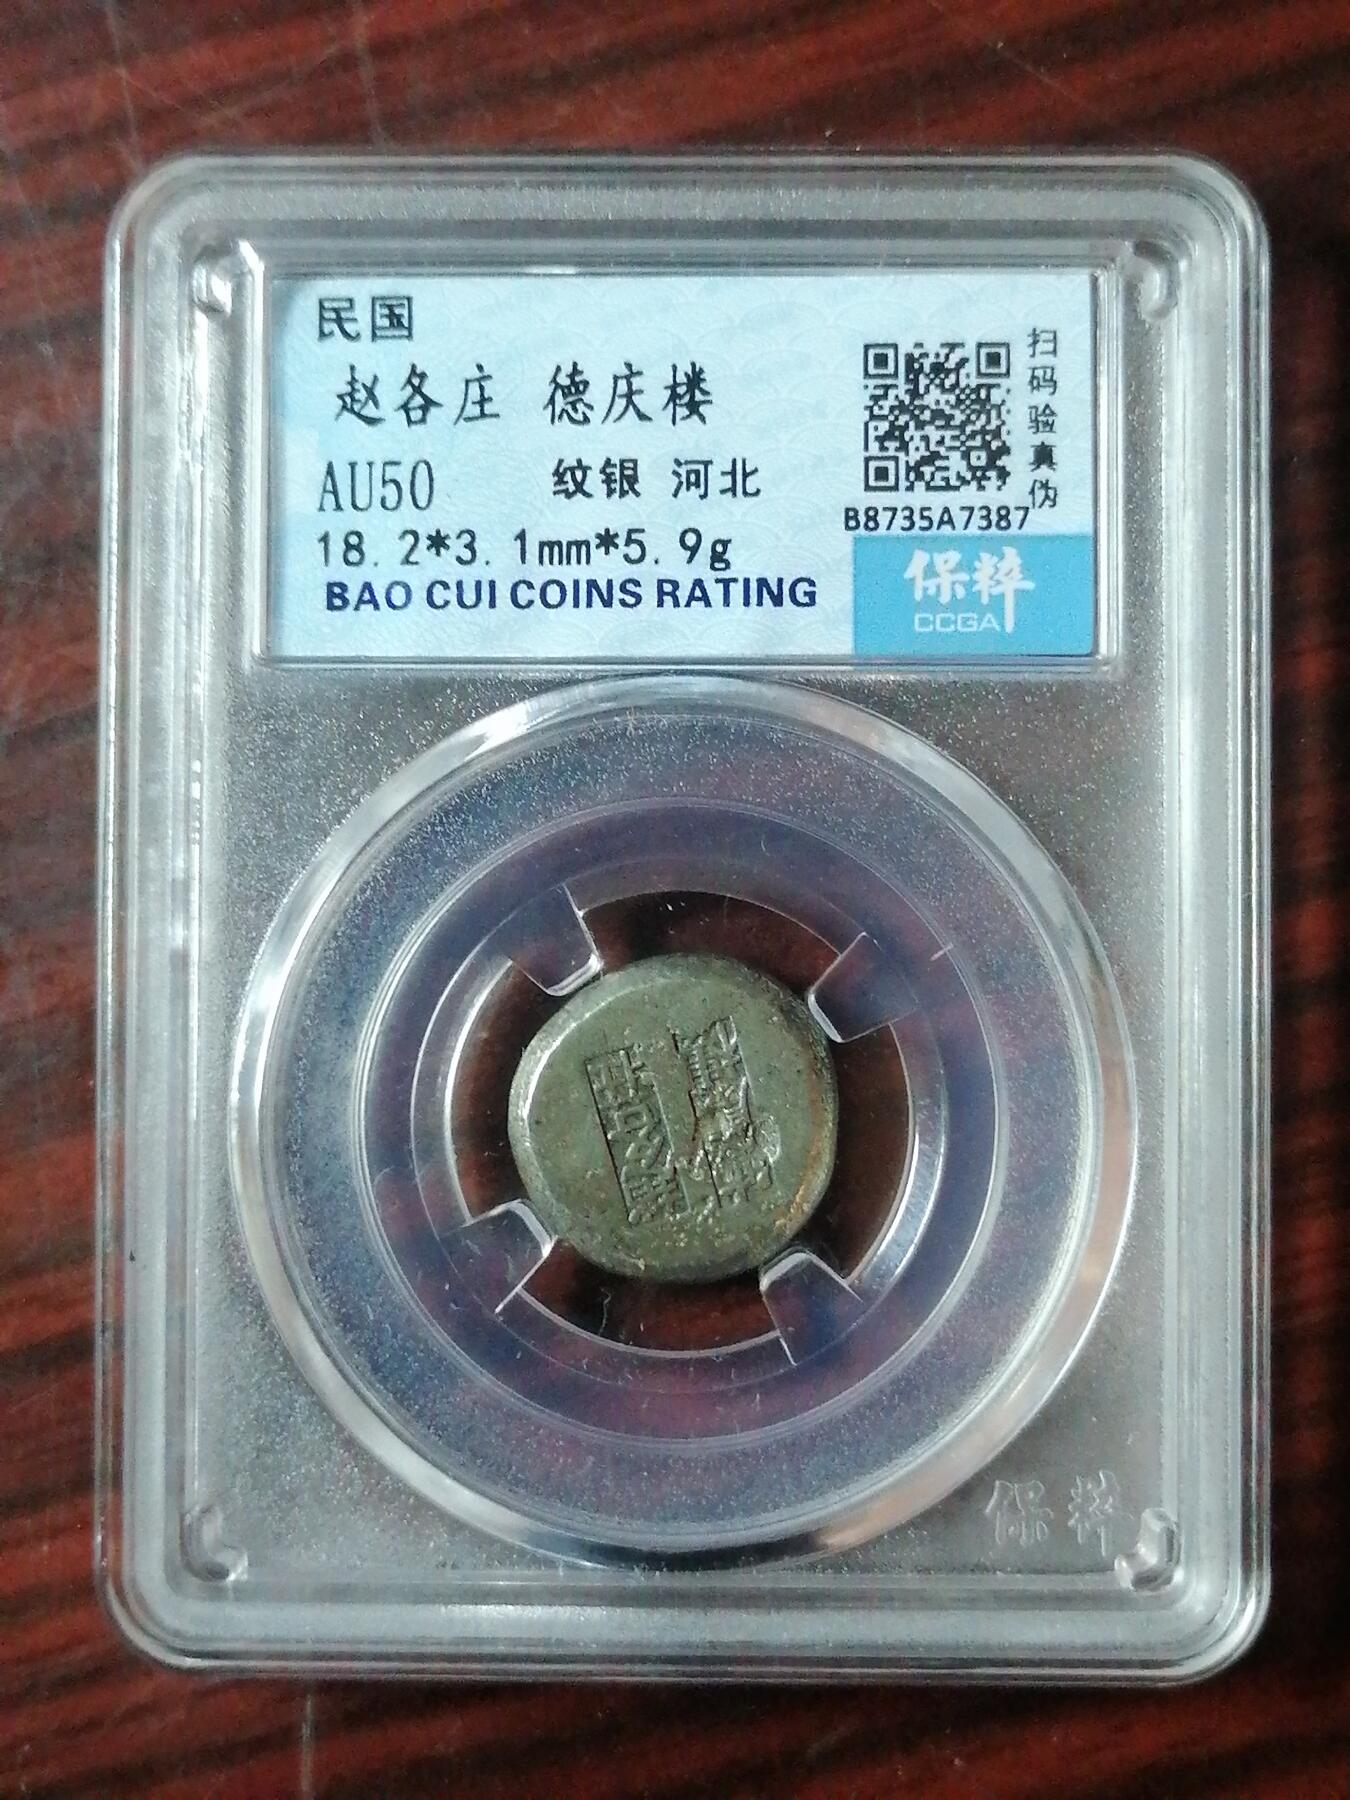 民国
赵各庄 德庆楼
AU50 纹银 河北
18.2*3.1mm*5.9g
BAO CUI COINS RATING
扫码验真伪
B8735A7387
保粹
CCGA
保粹